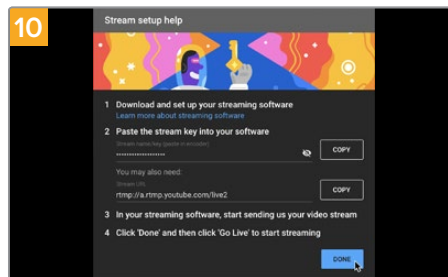 10
Stream setup help
1 Download and set up your streaming software
Learn more about streaming software
2 Paste the stream key into your software
Stream name/key (paste in encoder)
••••••••••••••••••• COPY
You may also need:
Stream URL
rtmp://a.rtmp.youtube.com/live2 COPY
3 In your streaming software, start sending us your video stream
4 Click 'Done' and then click 'Go Live' to start streaming
DONE